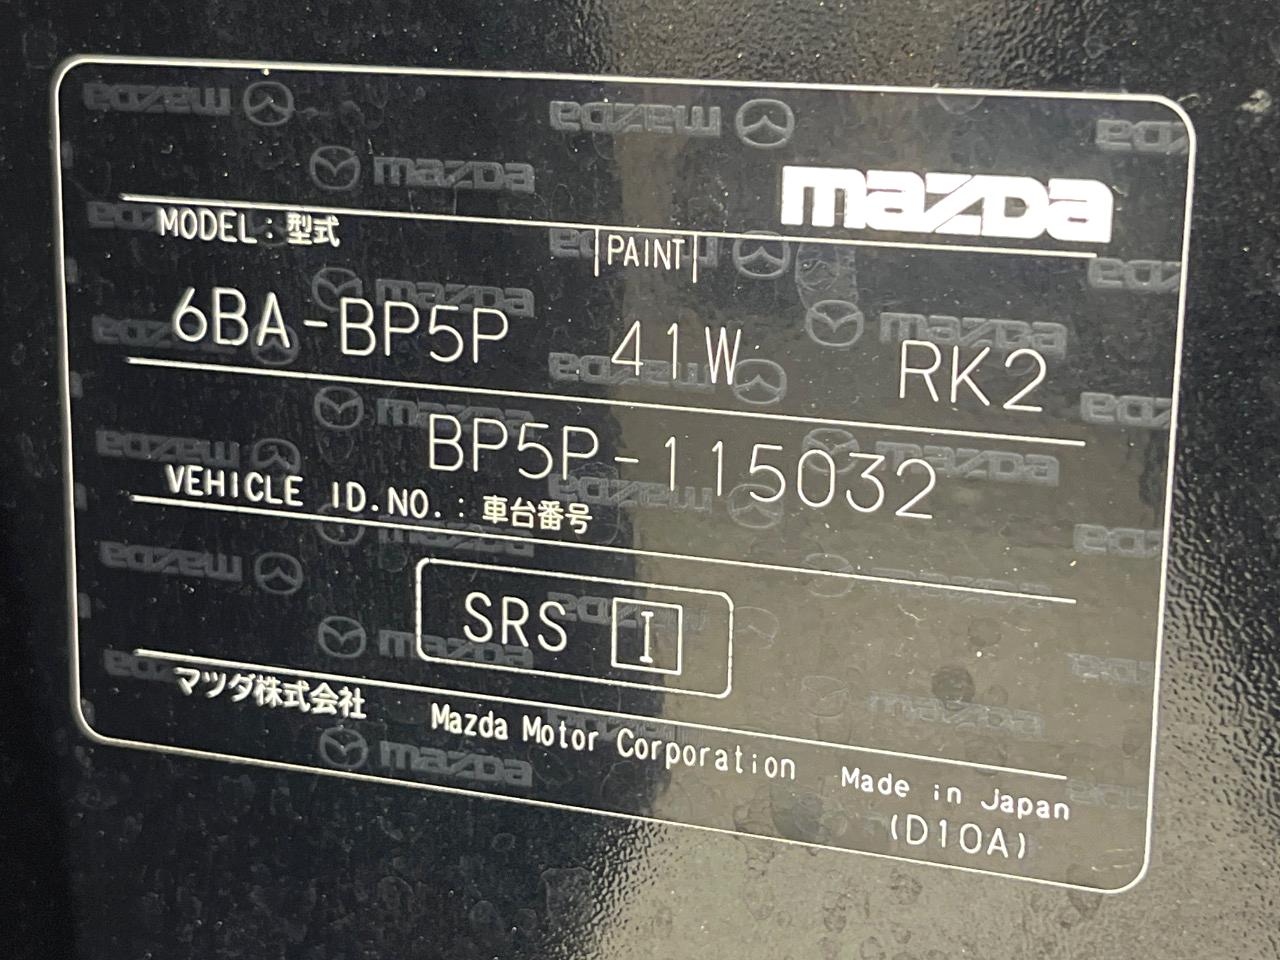 mazda
MODEL : 型式
PAINT
6BA-BP5P 41W RK2
BP5P-115032
VEHICLE ID.NO. : 車台番号
SRS I
マツダ株式会社 Mazda Motor Corporation Made in Japan
(D10A)